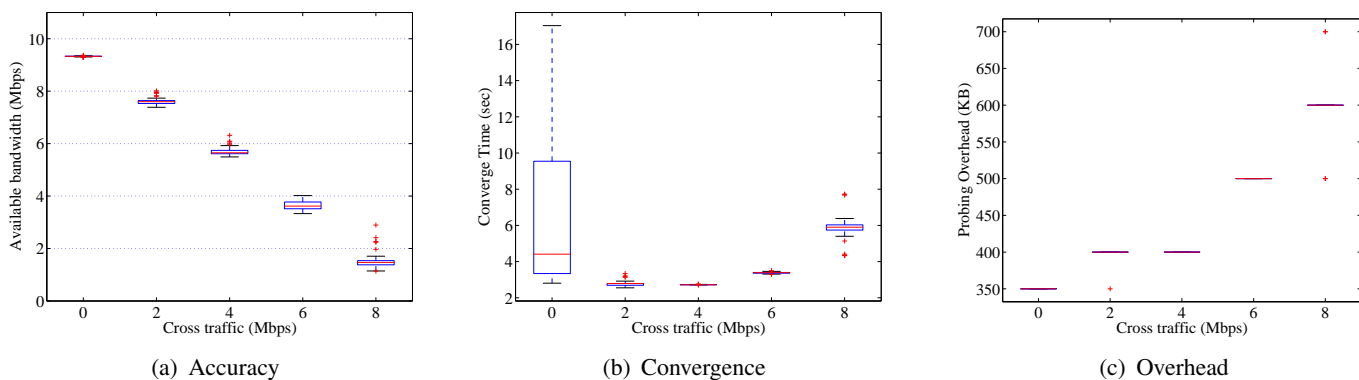 10
8
6
4
2
0
Available bandwidth (Mbps)
0 2 4 6 8
Cross traffic (Mbps)
(a) Accuracy
16
14
12
10
8
6
4
2
Converge Time (sec)
0 2 4 6 8
Cross traffic (Mbps)
(b) Convergence
700
650
600
550
500
450
400
350
Probing Overhead (KB)
0 2 4 6 8
Cross traffic (Mbps)
(c) Overhead